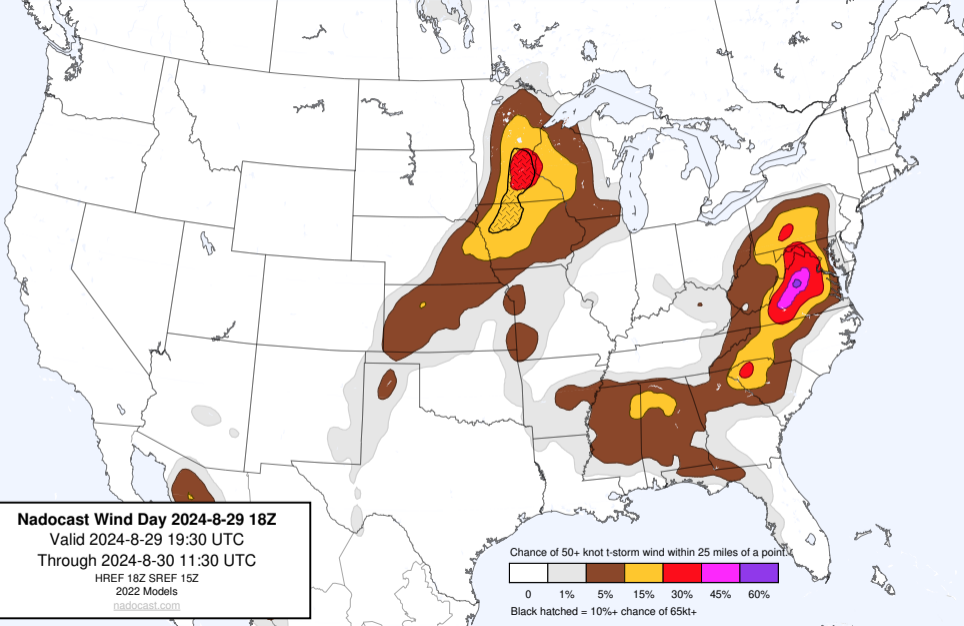 Nadocast Wind Day 2024-8-29 18Z
Valid 2024-8-29 19:30 UTC
Through 2024-8-30 11:30 UTC
HREF 18Z SREF 15Z
2022 Models
nadocast.com
Chance of 50+ knot t-storm wind within 25 miles of a point.
0 1% 5% 15% 30% 45% 60%
Black hatched = 10%+ chance of 65kt+